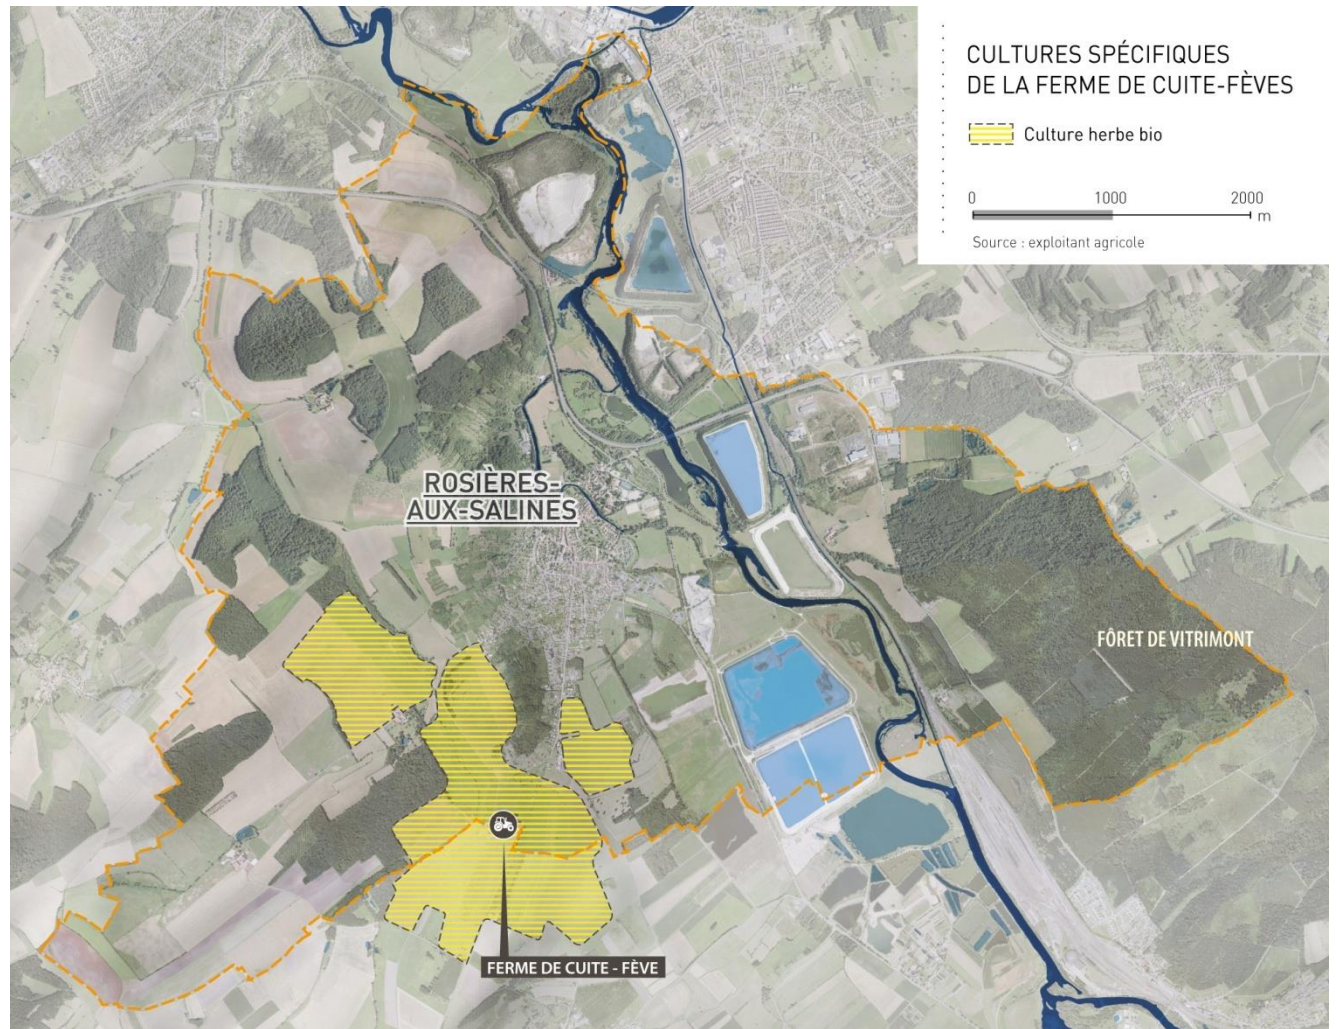 CULTURES SPÉCIFIQUES
DE LA FERME DE CUITE-FÈVES
Culture herbe bio
0 1000 2000
m
Source : exploitant agricole
ROSIÈRES-
AUX-SALINES
FÔRET DE VITRIMONT
FERME DE CUITE - FÈVE